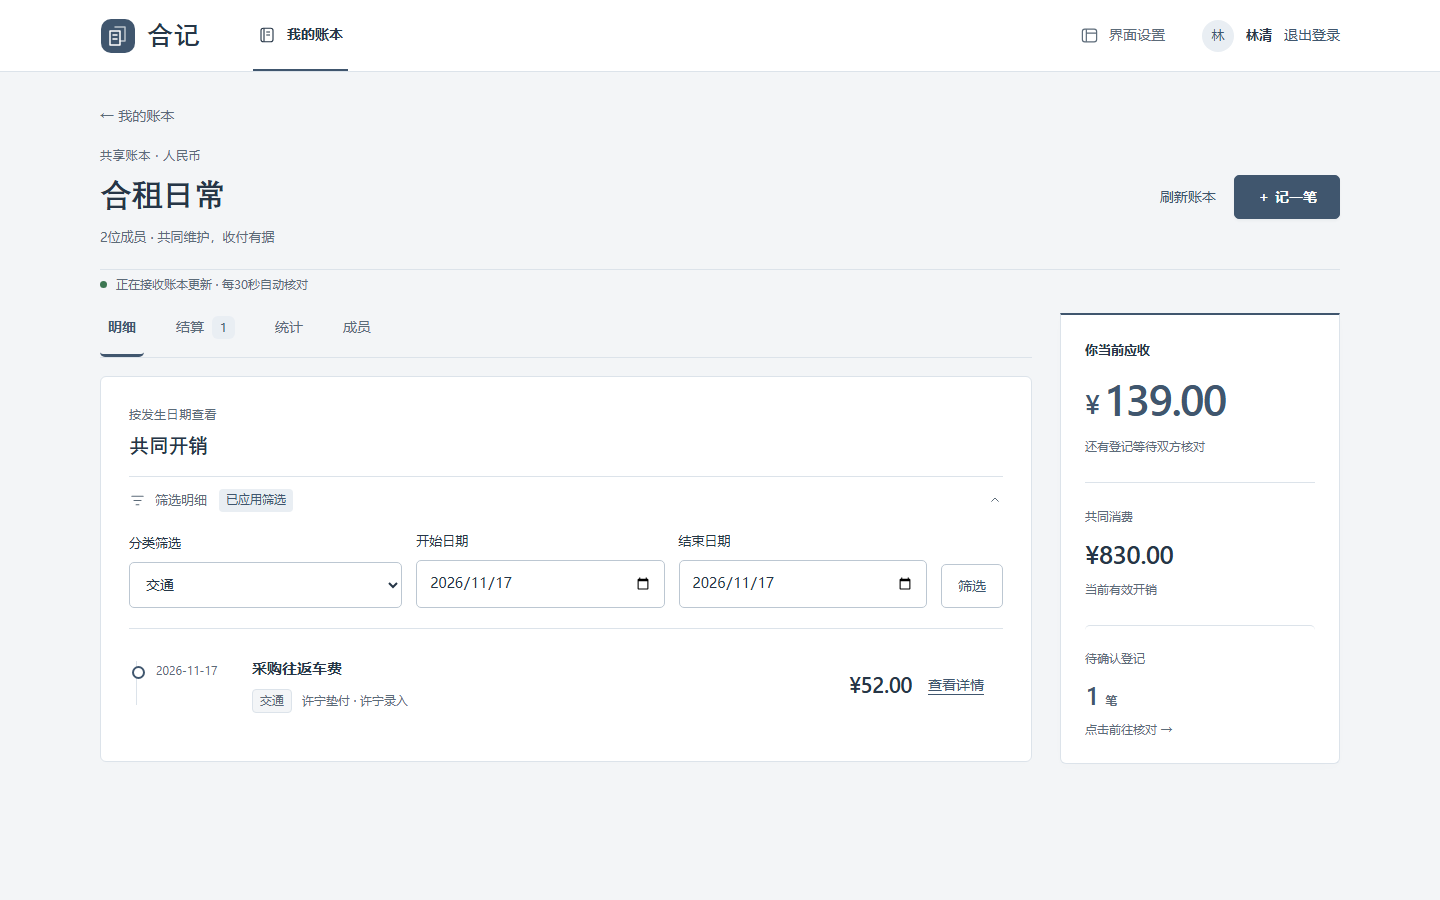 合记
我的账本
界面设置
林
林清
退出登录
← 我的账本
共享账本 · 人民币
合租日常
2位成员 · 共同维护，收付有据
刷新账本
+ 记一笔
正在接收账本更新 · 每30秒自动核对
明细
结算 1
统计
成员
按发生日期查看
共同开销
筛选明细 已应用筛选
分类筛选
开始日期
结束日期
交通
2026/11/17
2026/11/17
筛选
2026-11-17
采购往返车费
交通 许宁垫付 · 许宁录入
¥52.00
查看详情
你当前应收
¥139.00
还有登记等待双方核对
共同消费
¥830.00
当前有效开销
待确认登记
1 笔
点击前往核对 →